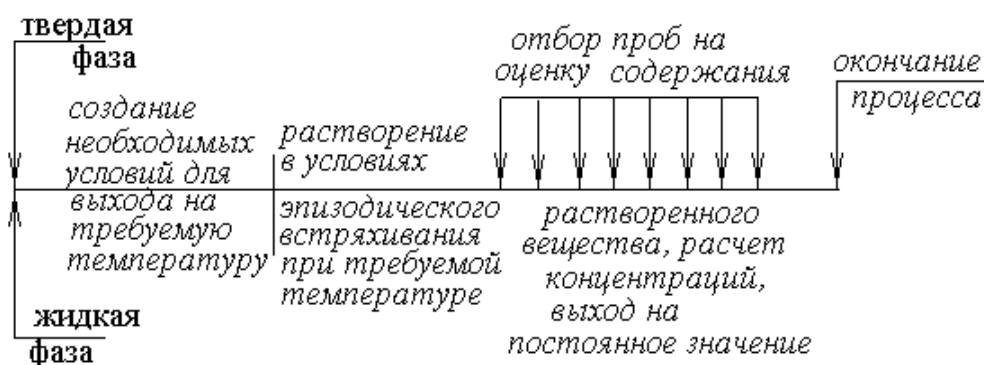 твердая
фаза
создание
необходимых
условий для
выхода на
требуемую
температуру
жидкая
фаза
растворение
в условиях
эпизодического
встряхивания
при требуемой
температуре
отбор проб на
оценку содержания
растворенного
вещества, расчет
концентраций,
выход на
постоянное значение
окончание
процесса